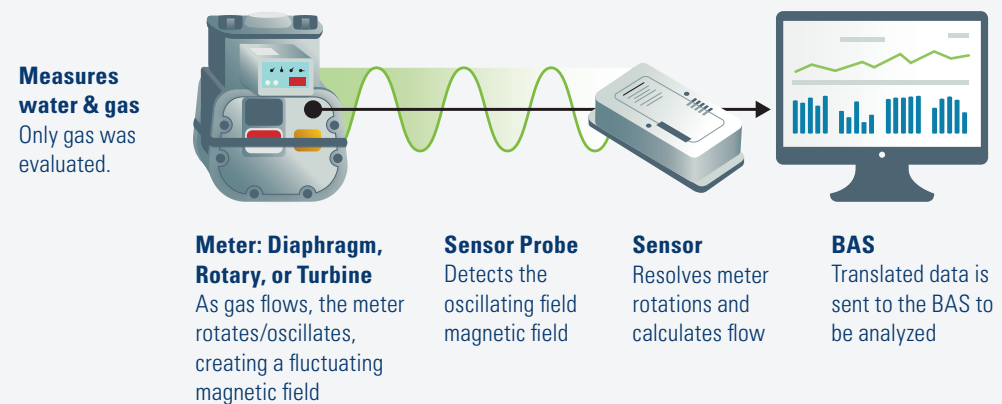 Measures
water & gas
Only gas was
evaluated.
Meter: Diaphragm,
Rotary, or Turbine
As gas flows, the meter
rotates/oscillates,
creating a fluctuating
magnetic field
Sensor Probe
Detects the
oscillating field
magnetic field
Sensor
Resolves meter
rotations and
calculates flow
BAS
Translated data is
sent to the BAS to
be analyzed